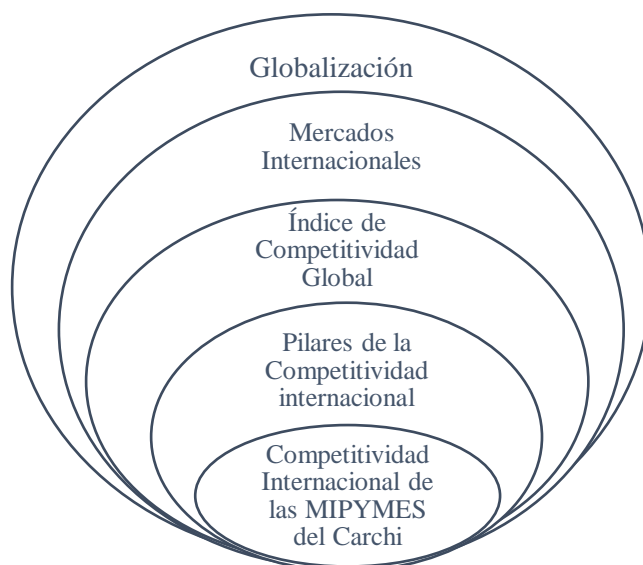 Globalización
Mercados
Internacionales
Índice de
Competitividad
Global
Pilares de la
Competitividad
internacional
Competitividad
Internacional de
las MIPYMES
del Carchi